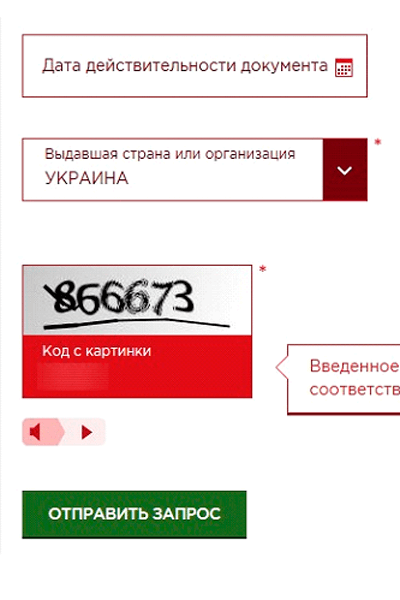 Дата действительности документа
*
Выдавшая страна или организация
УКРАИНА
*
866673
Код с картинки
Введенное
соответств
ОТПРАВИТЬ ЗАПРОС